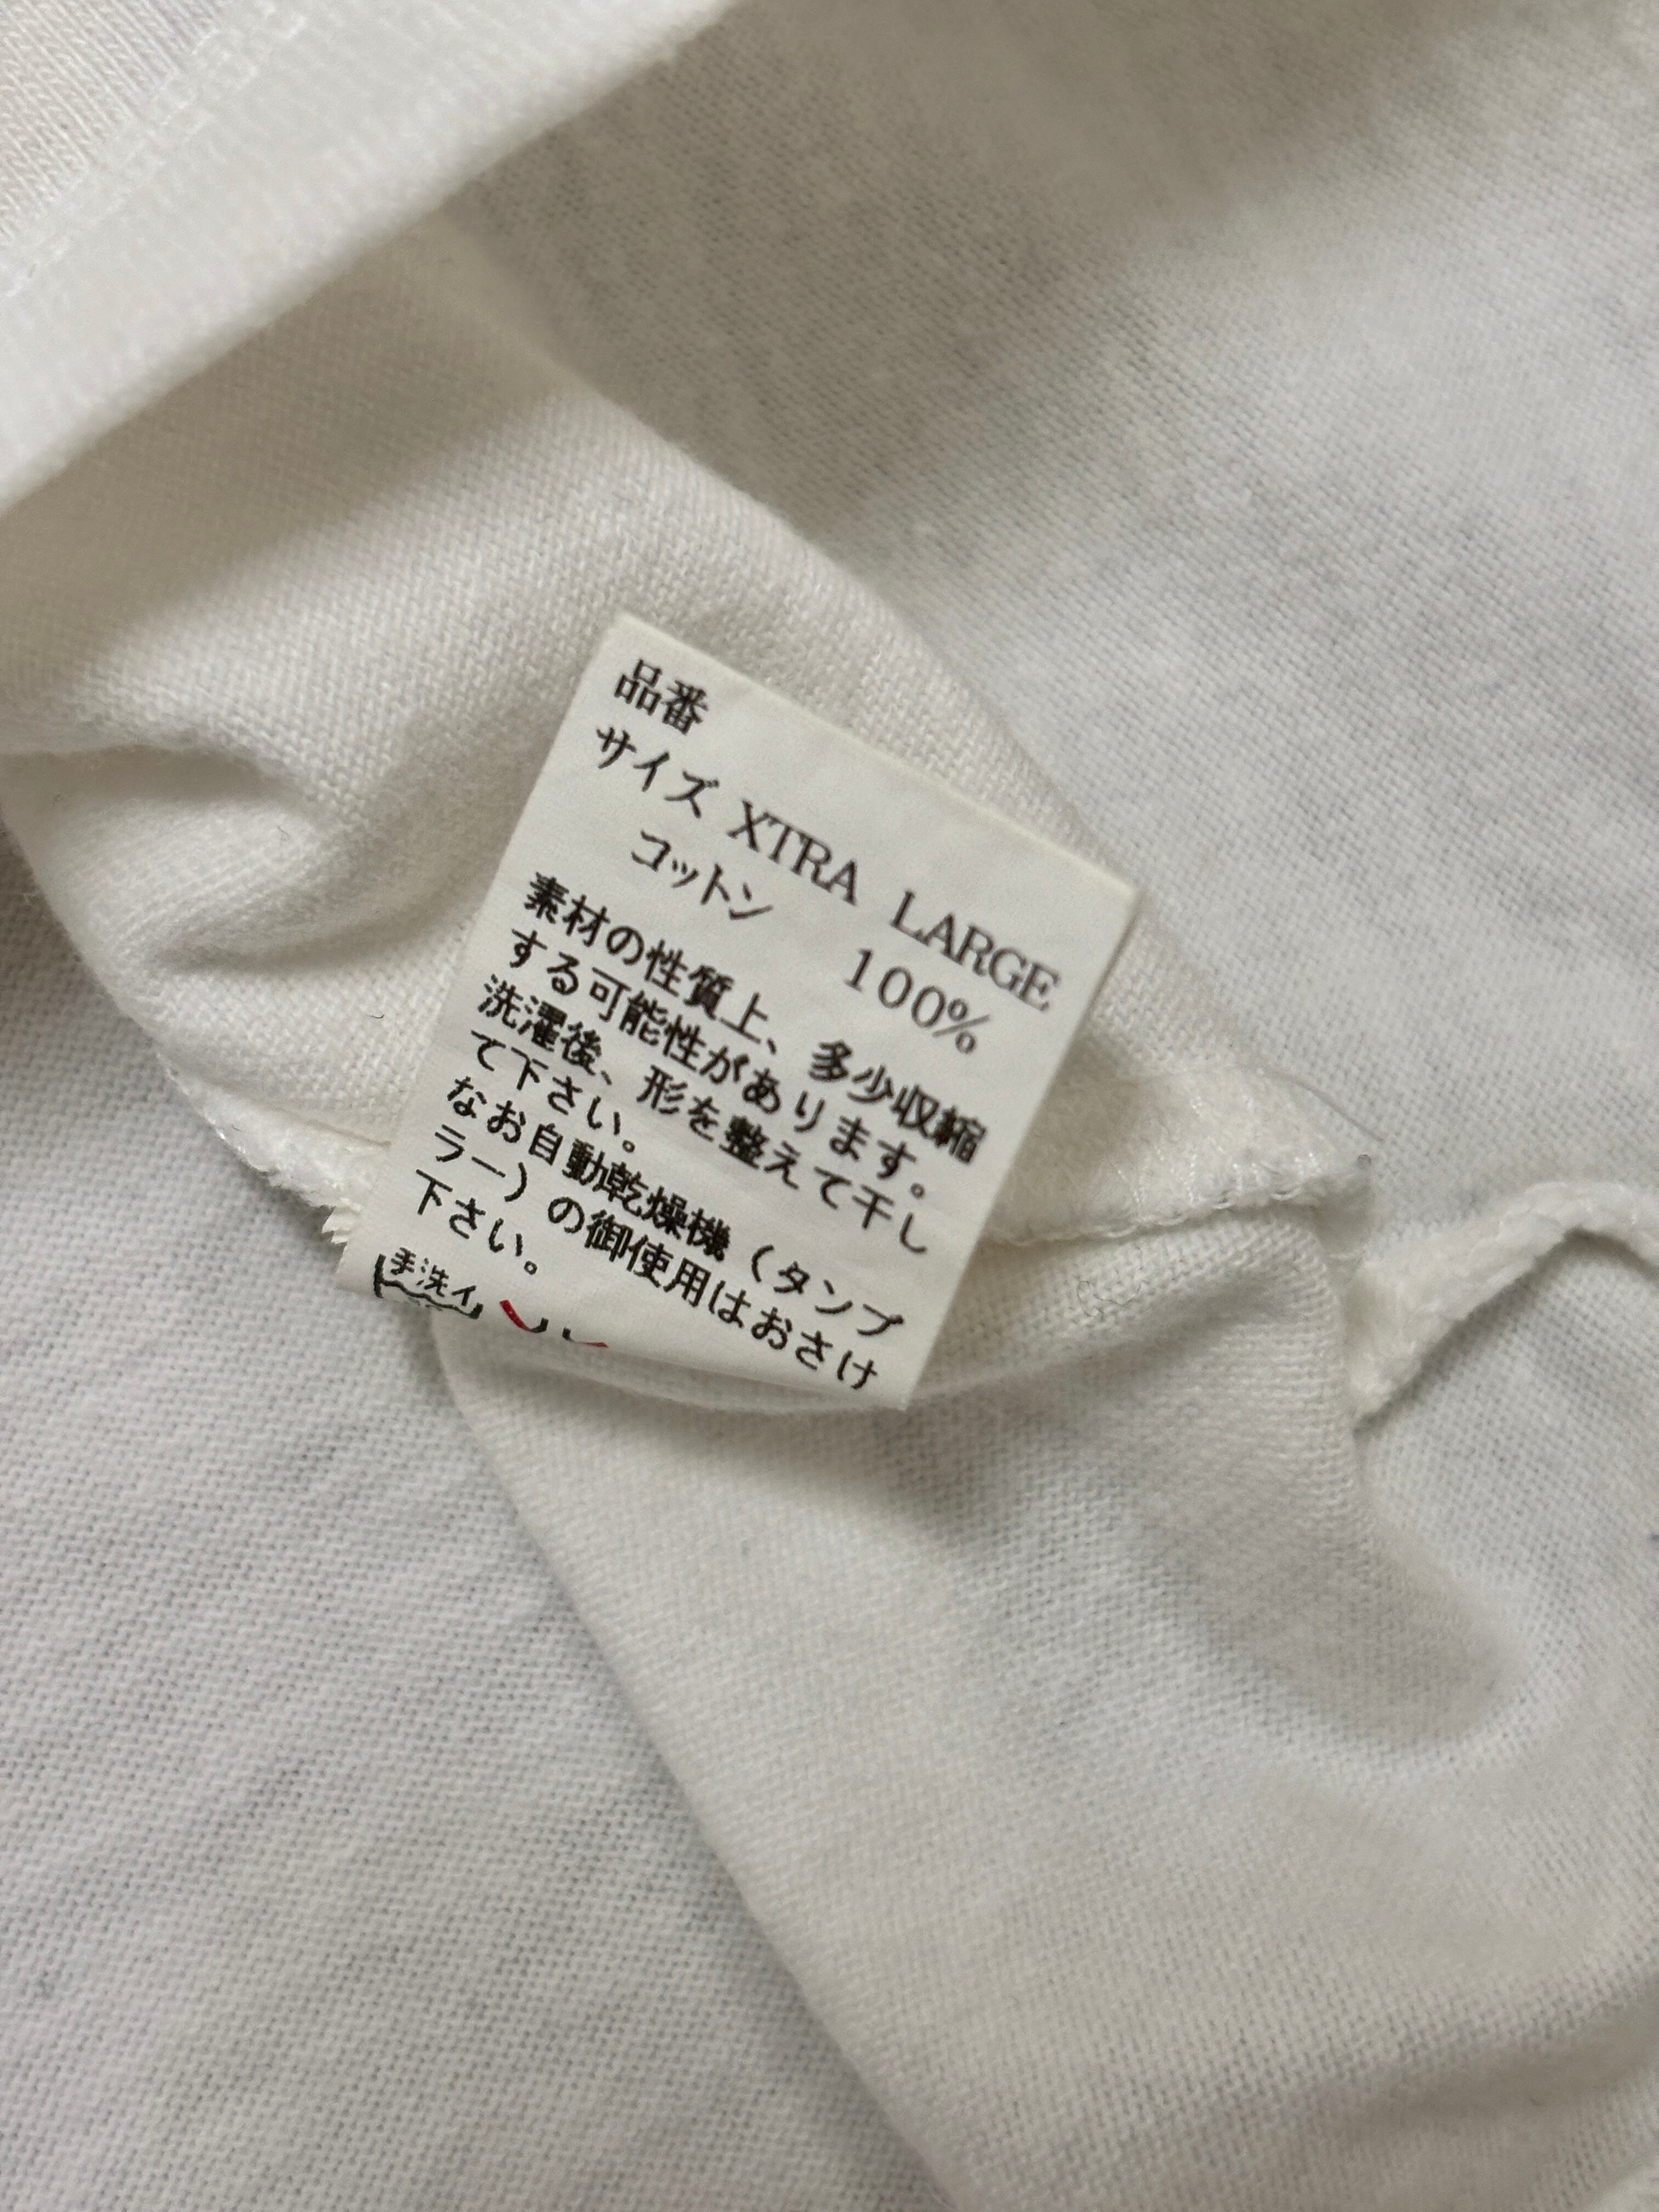 品番
サイズ XTRA LARGE
コットン 100%
素材の性質上、多少収縮
する可能性があります。
洗濯後、形を整えて干し
て下さい。
なお自動乾燥機（タンブ
ラー）の御使用はおさけ
下さい。
手洗イ